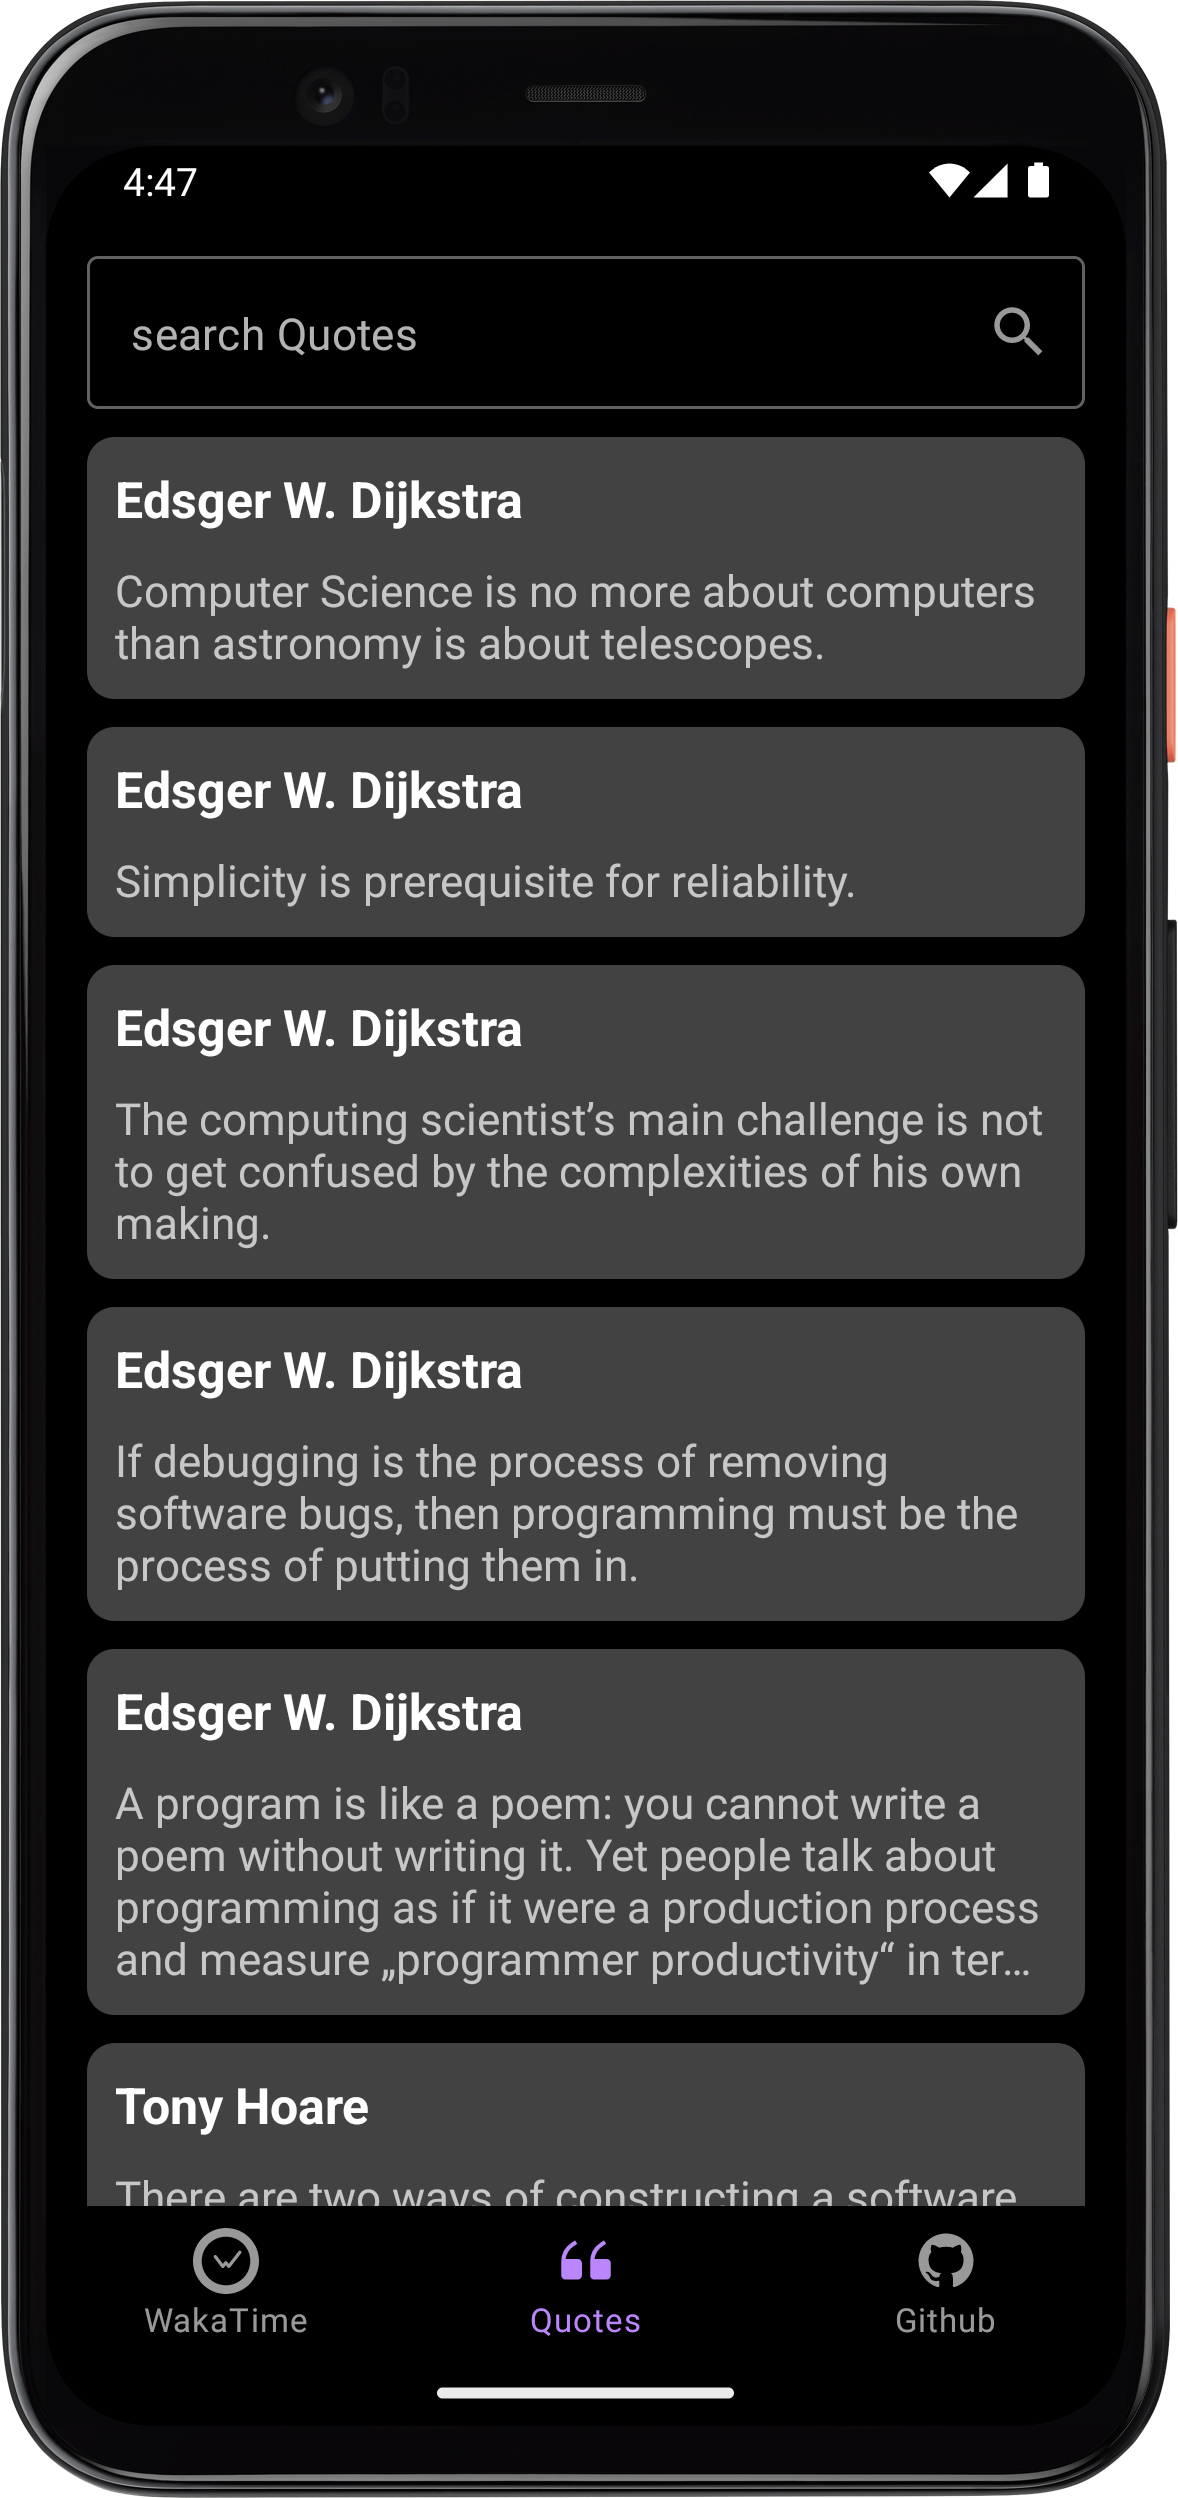 4:47
search Quotes
Edsger W. Dijkstra
Computer Science is no more about computers
than astronomy is about telescopes.
Edsger W. Dijkstra
Simplicity is prerequisite for reliability.
Edsger W. Dijkstra
The computing scientist’s main challenge is not
to get confused by the complexities of his own
making.
Edsger W. Dijkstra
If debugging is the process of removing
software bugs, then programming must be the
process of putting them in.
Edsger W. Dijkstra
A program is like a poem: you cannot write a
poem without writing it. Yet people talk about
programming as if it were a production process
and measure „programmer productivity“ in ter…
Tony Hoare
There are two ways of constructing a software
WakaTime
Quotes
Github